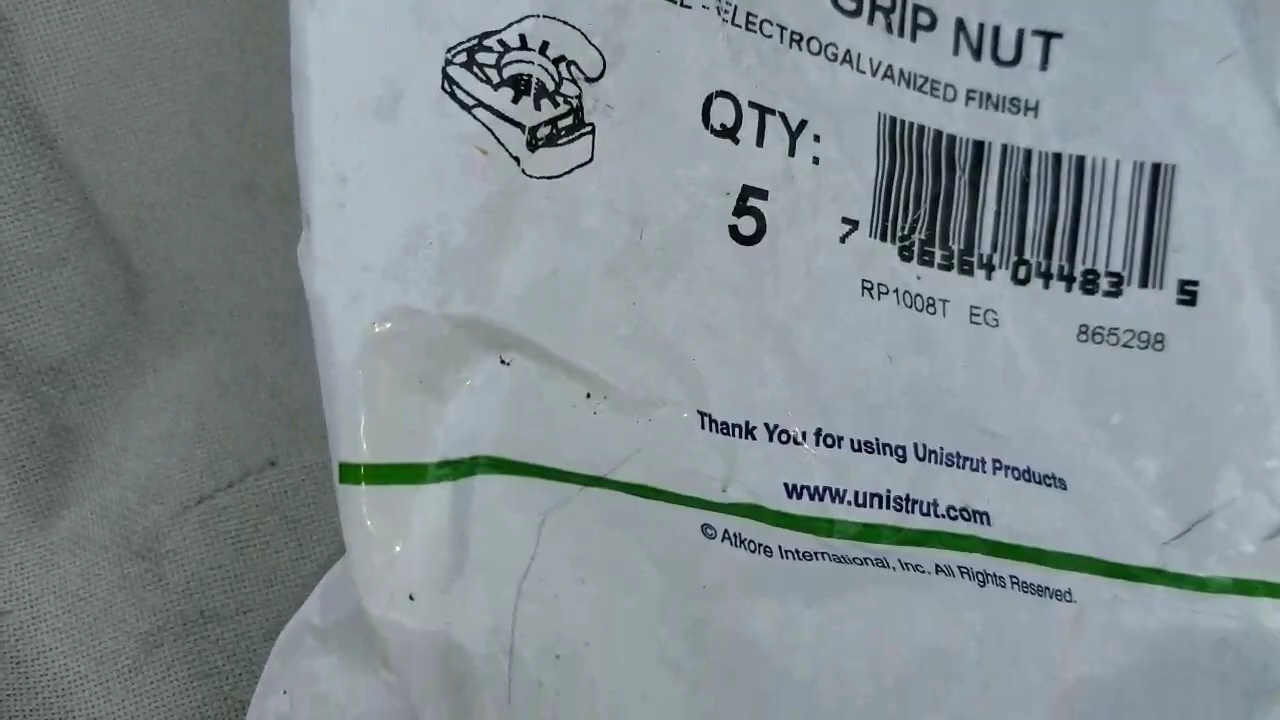 GRIP NUT
- ELECTROGALVANIZED FINISH
QTY:
5
7 86364 04483 5
RP1008T EG 865298
Thank You for using Unistrut Products
www.unistrut.com
© Atkore International, Inc. All Rights Reserved.